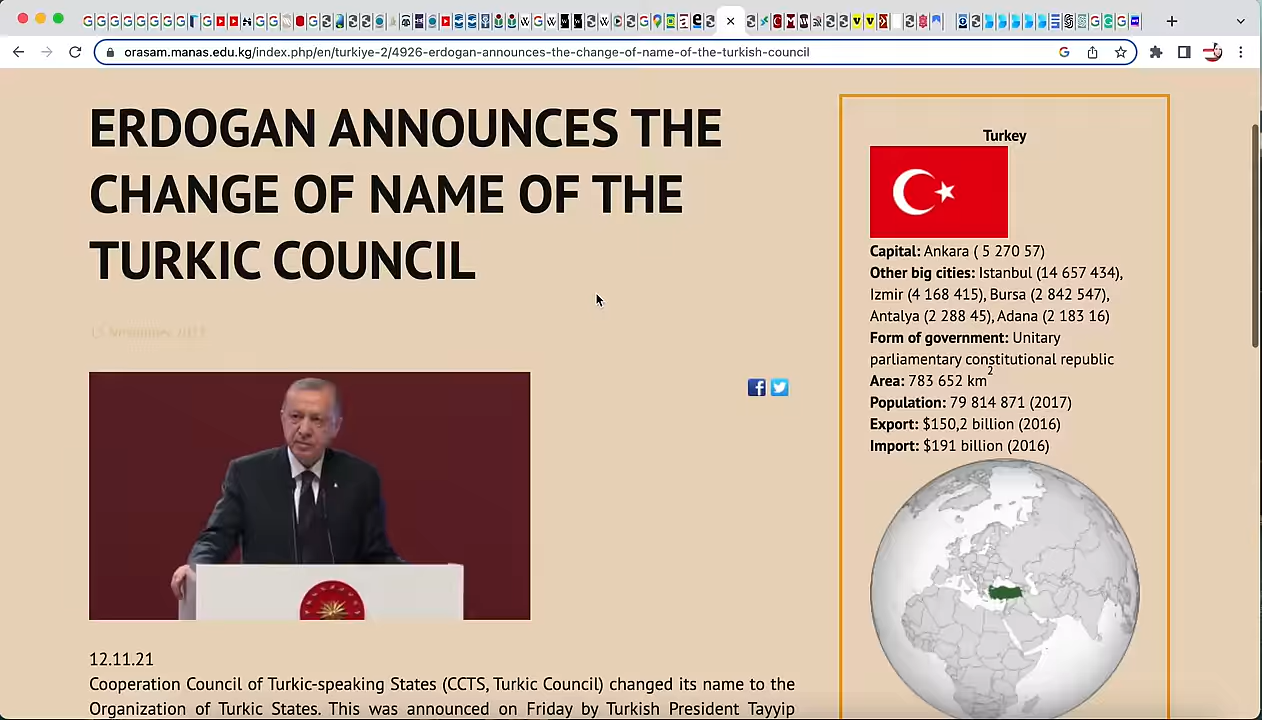 orasam.manas.edu.kg/index.php/en/turkiye-2/4926-erdogan-announces-the-change-of-name-of-the-turkish-council
ERDOGAN ANNOUNCES THE
CHANGE OF NAME OF THE
TURKIC COUNCIL
12.11.21
Cooperation Council of Turkic-speaking States (CCTS, Turkic Council) changed its name to the
Organization of Turkic States. This was announced on Friday by Turkish President Tayyip
Turkey
Capital: Ankara ( 5 270 57)
Other big cities: Istanbul (14 657 434),
Izmir (4 168 415), Bursa (2 842 547),
Antalya (2 288 45), Adana (2 183 16)
Form of government: Unitary
parliamentary constitutional republic
Area: 783 652 km2
Population: 79 814 871 (2017)
Export: $150,2 billion (2016)
Import: $191 billion (2016)